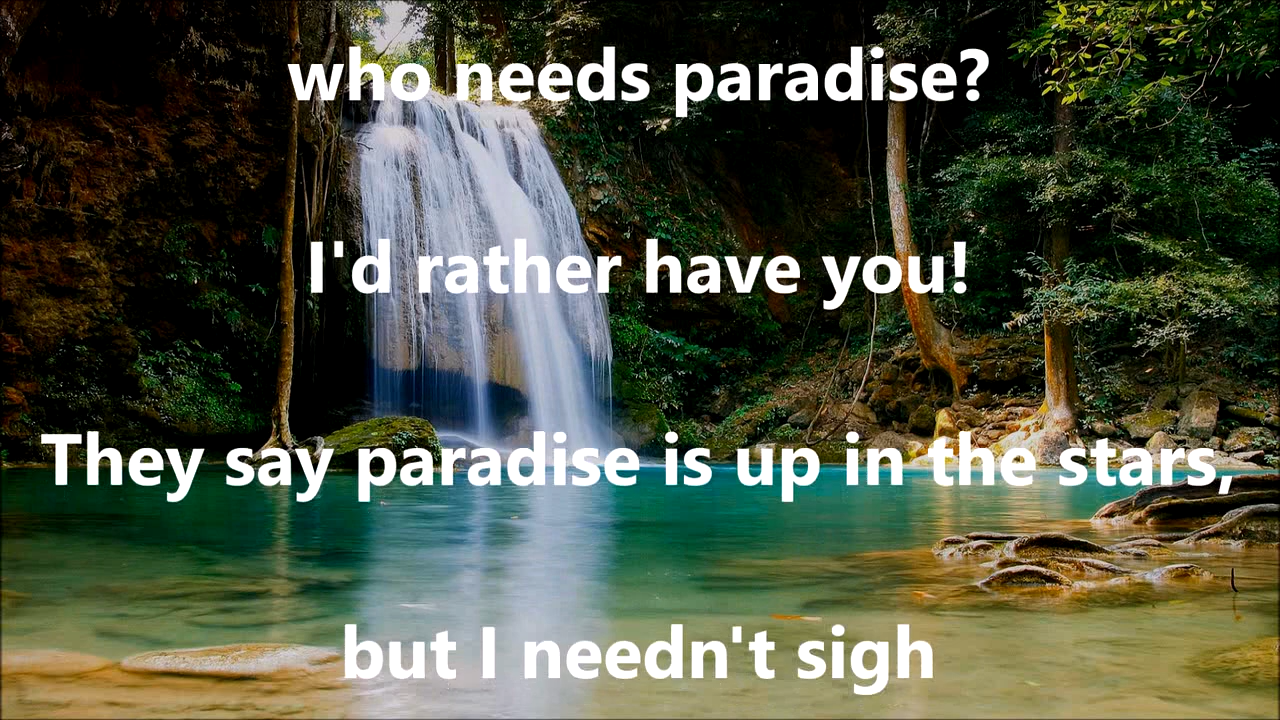 who needs paradise?
I'd rather have you!
They say paradise is up in the stars,
but I needn't sigh